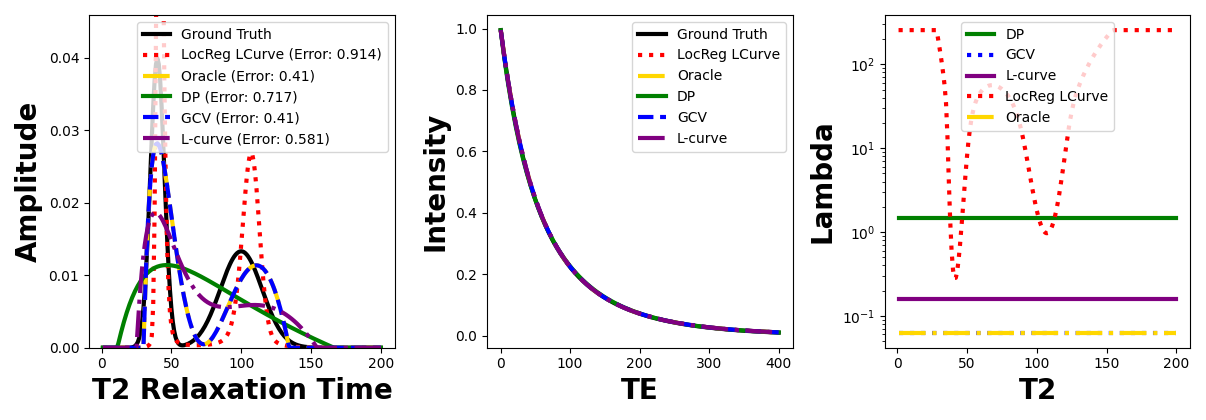 Amplitude
0.04
0.03
0.02
0.01
0.00
0
50
100
150
200
T2 Relaxation Time
Ground Truth
LocReg LCurve (Error: 0.914)
Oracle (Error: 0.41)
DP (Error: 0.717)
GCV (Error: 0.41)
L-curve (Error: 0.581)
Intensity
1.0
0.8
0.6
0.4
0.2
0.0
0
100
200
300
400
TE
Ground Truth
LocReg LCurve
Oracle
DP
GCV
L-curve
Lambda
10²
10¹
10⁰
10⁻¹
0
50
100
150
200
T2
DP
GCV
L-curve
LocReg LCurve
Oracle